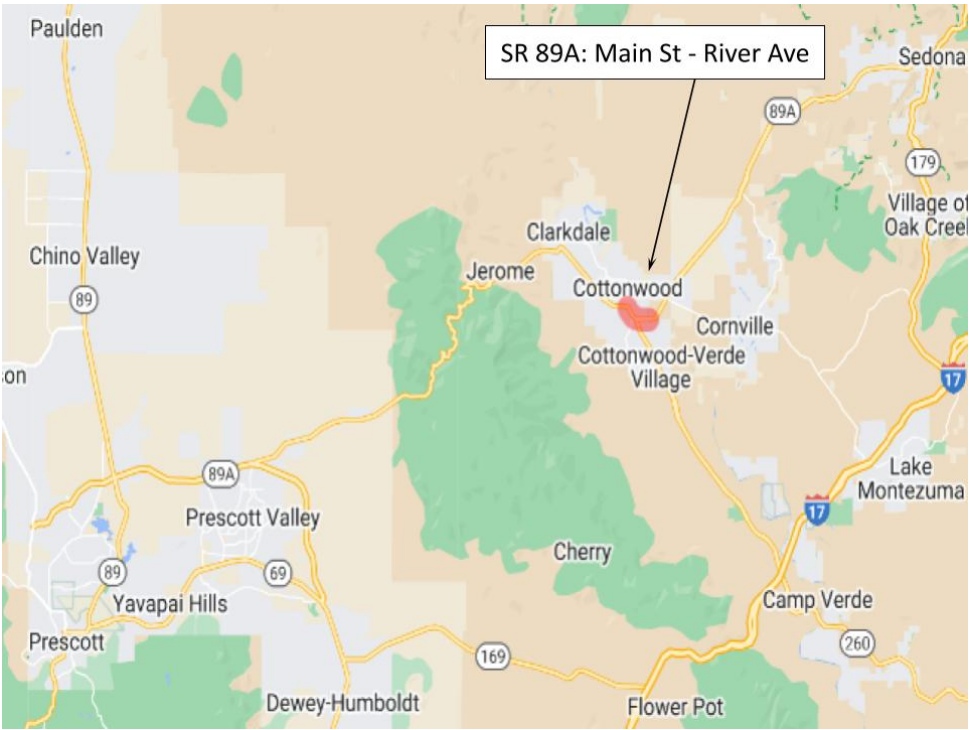 Paulden
SR 89A: Main St - River Ave
Sedona
89A
179
Village of
Oak Creek
Clarkdale
Chino Valley
Jerome
Cottonwood
89
Cornville
Cottonwood-Verde
Village
son
17
89A
Lake
Montezuma
Prescott Valley
17
Cherry
89
69
Yavapai Hills
Camp Verde
Prescott
260
169
Dewey-Humboldt
Flower Pot